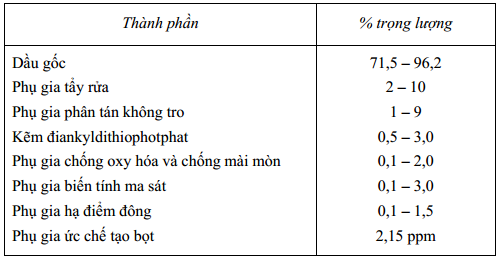 Thành phần % trọng lượng
Dầu gốc 71,5 – 96,2
Phụ gia tẩy rửa 2 – 10
Phụ gia phân tán không tro 1 – 9
Kẽm điankyldithiophotphat 0,5 – 3,0
Phụ gia chống oxy hóa và chống mài mòn 0,1 – 2,0
Phụ gia biến tính ma sát 0,1 – 3,0
Phụ gia hạ điểm đông 0,1 – 1,5
Phụ gia ức chế tạo bọt 2,15 ppm